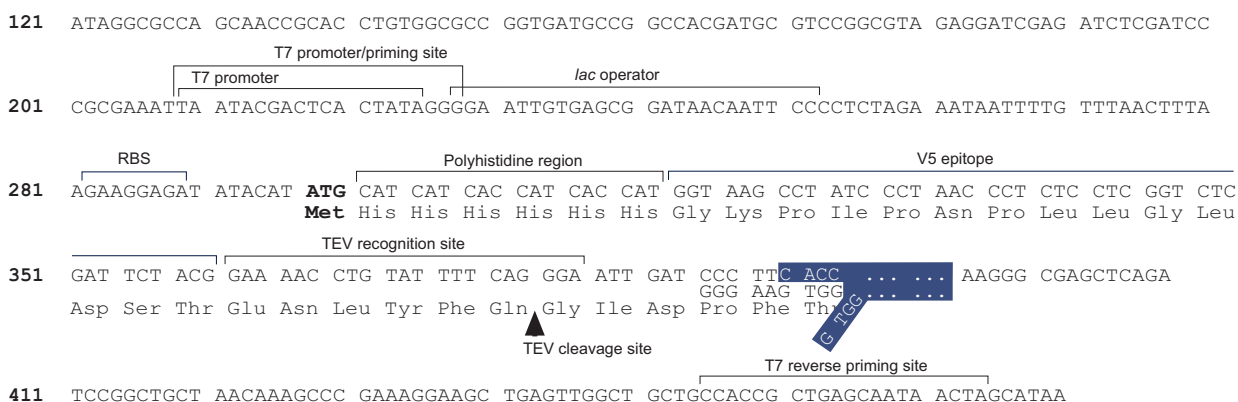 121 ATAGGCGCCA GCAACCGCAC CTGTGGCGCC GGTGATGCCG GCCACGATGC GTCCGGCGTA GAGGATCGAG ATCTCGATCC
T7 promoter/priming site
T7 promoter
lac operator
201 CGCGAAATTA ATACGACTCA CTATAGGGGA ATTGTGAGCG GATAACAATT CCCCTCTAGA AATAATTTTG TTTAACTTTA
RBS
Polyhistidine region
V5 epitope
281 AGAAGGAGAT ATACAT ATG CAT CAT CAC CAT CAC CAT GGT AAG CCT ATC CCT AAC CCT CTC CTC GGT CTC
Met His His His His His His Gly Lys Pro Ile Pro Asn Pro Leu Leu Gly Leu
TEV recognition site
351 GAT TCT ACG GAA AAC CTG TAT TTT CAG GGA ATT GAT CCC TTC ACC ... ... AAGGG CGAGCTCAGA
GGG AAG TGG ... ...
Asp Ser Thr Glu Asn Leu Tyr Phe Gln Gly Ile Asp Pro Phe Thr
G TGG
TEV cleavage site
T7 reverse priming site
411 TCCGGCTGCT AACAAAGCCC GAAAGGAAGC TGAGTTGGCT GCTGCCACCG CTGAGCAATA ACTAGCATAA